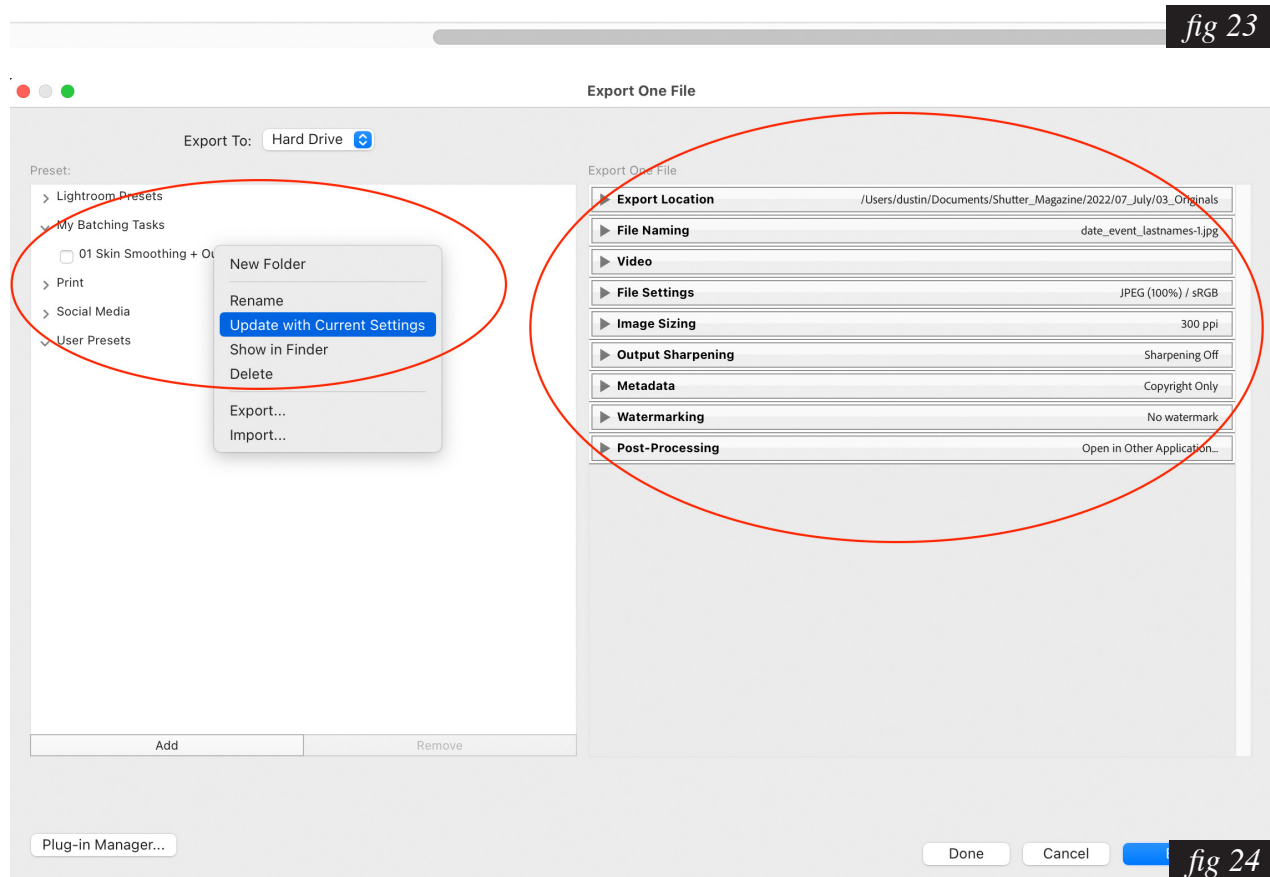 fig 23
Export One File
Export To: Hard Drive
Preset:
Lightroom Presets
My Batching Tasks
01 Skin Smoothing + Ou
Print
Social Media
User Presets
New Folder
Rename
Update with Current Settings
Show in Finder
Delete
Export...
Import...
Add Remove
Export One File
Export Location /Users/dustin/Documents/Shutter_Magazine/2022/07_July/03_Originals
File Naming date_event_lastnames-1.jpg
Video
File Settings JPEG (100%) / sRGB
Image Sizing 300 ppi
Output Sharpening Sharpening Off
Metadata Copyright Only
Watermarking No watermark
Post-Processing Open in Other Application...
Plug-in Manager...
Done Cancel
fig 24